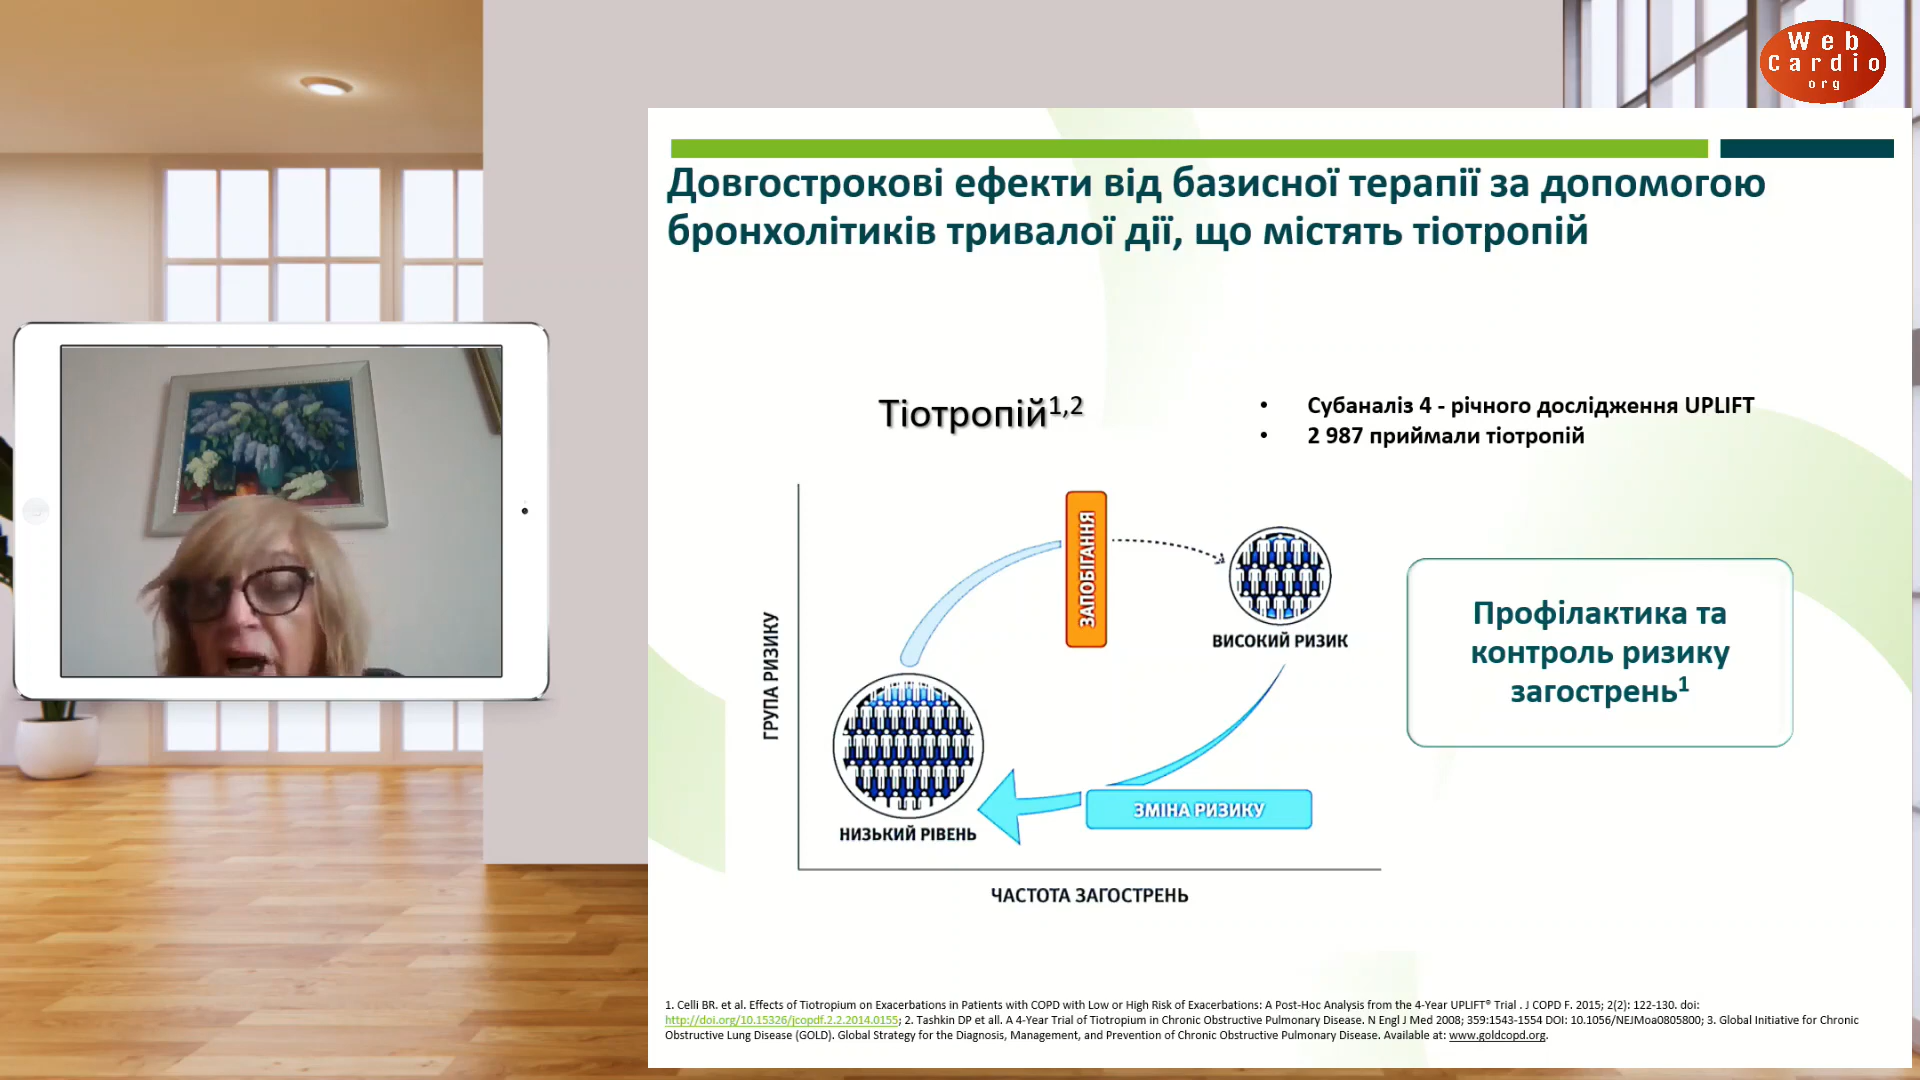 Web
Cardio
org
Довгострокові ефекти від базисної терапії за допомогою
бронхолітиків тривалої дії, що містять тіотропій
Тіотропій1,2
• Субаналіз 4 - річного дослідження UPLIFT
• 2 987 приймали тіотропій
ЗАПОБІГАННЯ
ВИСОКИЙ РИЗИК
ГРУПА РИЗИКУ
Профілактика та
контроль ризику
загострень1
ЗМІНА РИЗИКУ
НИЗЬКИЙ РІВЕНЬ
ЧАСТОТА ЗАГОСТРЕНЬ
1. Celli BR. et al. Effects of Tiotropium on Exacerbations in Patients with COPD with Low or High Risk of Exacerbations: A Post-Hoc Analysis from the 4-Year UPLIFT® Trial . J COPD F. 2015; 2(2): 122-130. doi:
http://doi.org/10.15326/jcopdf.2.2.2014.0155; 2. Tashkin DP et all. A 4-Year Trial of Tiotropium in Chronic Obstructive Pulmonary Disease. N Engl J Med 2008; 359:1543-1554 DOI: 10.1056/NEJMoa0805800; 3. Global Initiative for Chronic
Obstructive Lung Disease (GOLD). Global Strategy for the Diagnosis, Management, and Prevention of Chronic Obstructive Pulmonary Disease. Available at: www.goldcopd.org.